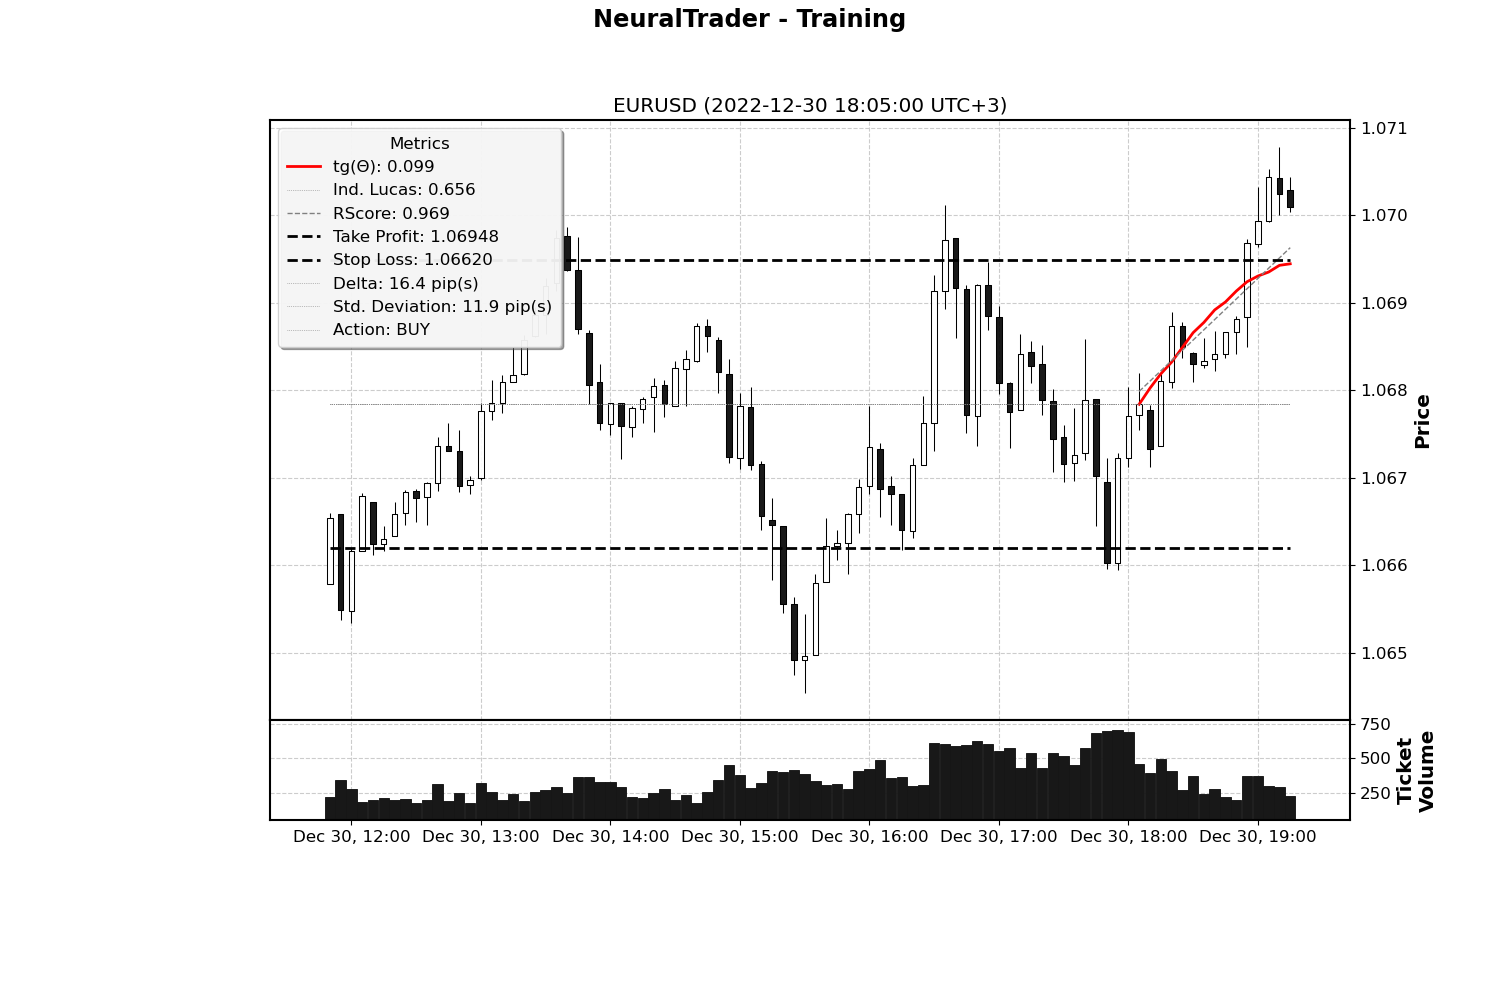 NeuralTrader - Training
EURUSD (2022-12-30 18:05:00 UTC+3)
Metrics
tg(Θ): 0.099
Ind. Lucas: 0.656
RScore: 0.969
Take Profit: 1.06948
Stop Loss: 1.06620
Delta: 16.4 pip(s)
Std. Deviation: 11.9 pip(s)
Action: BUY
1.071
1.070
1.069
1.068
1.067
1.066
1.065
Price
750
500
250
Ticket
Volume
Dec 30, 12:00
Dec 30, 13:00
Dec 30, 14:00
Dec 30, 15:00
Dec 30, 16:00
Dec 30, 17:00
Dec 30, 18:00
Dec 30, 19:00